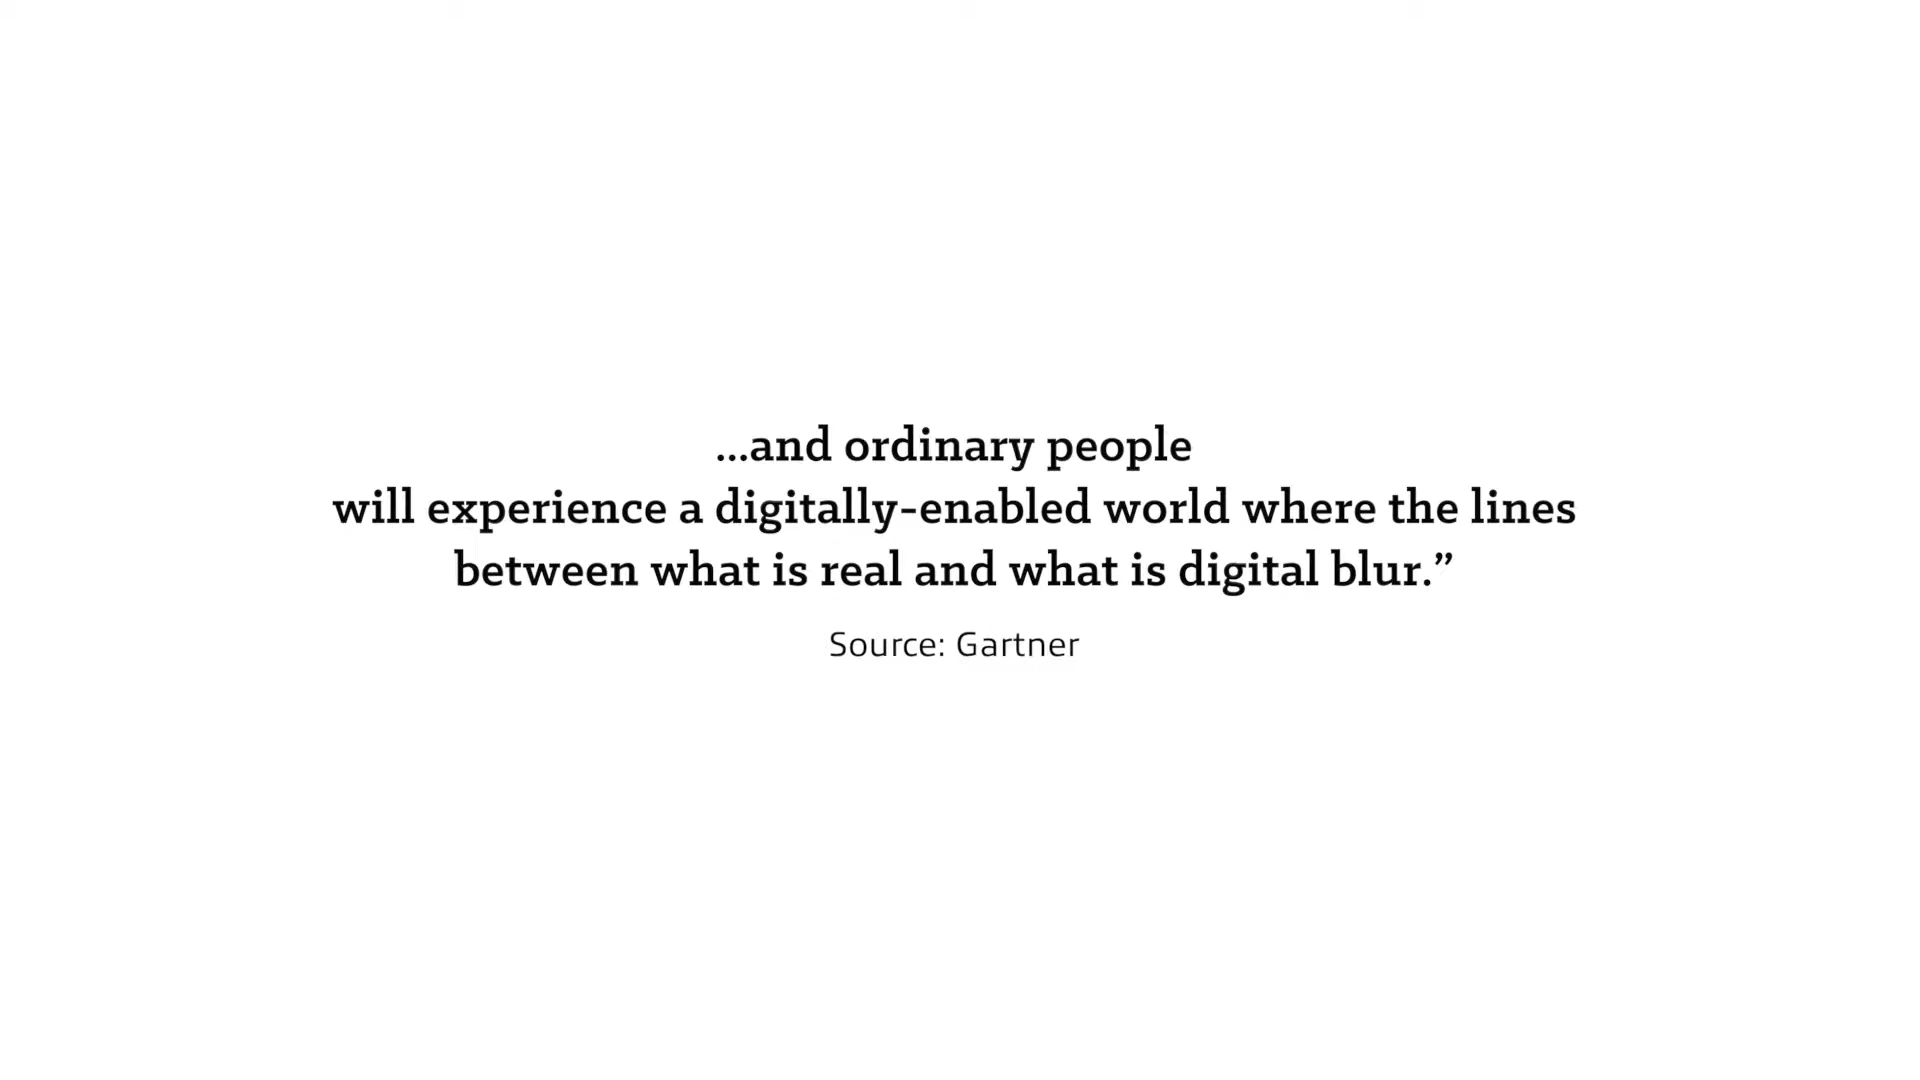 ...and ordinary people
will experience a digitally-enabled world where the lines
between what is real and what is digital blur.”
Source: Gartner